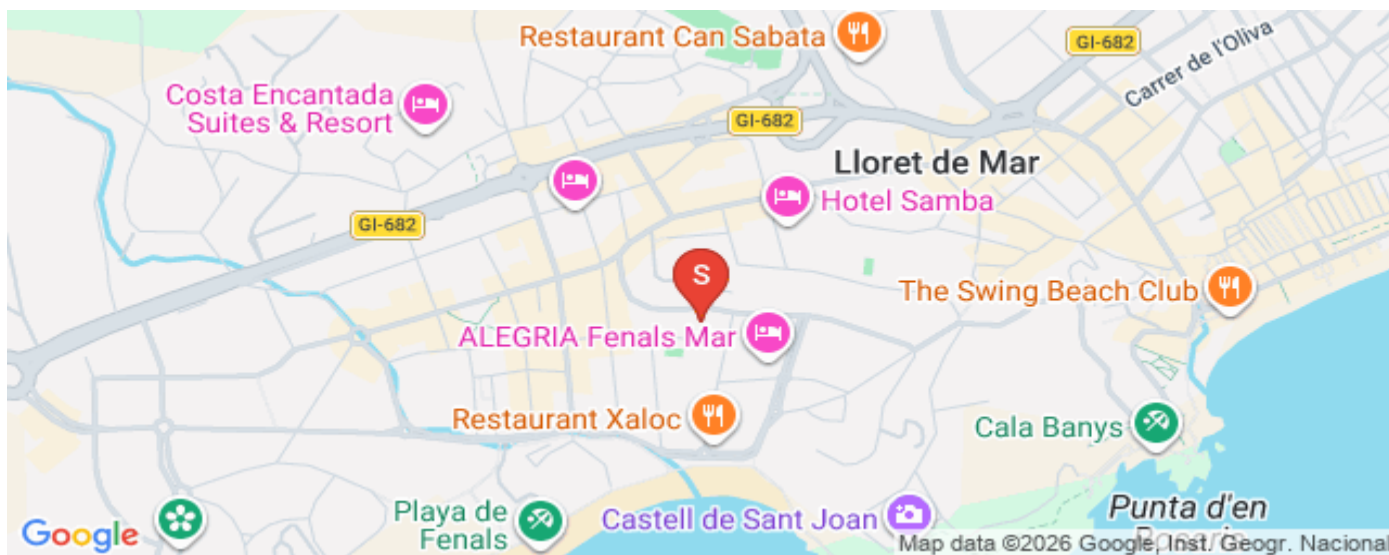 Restaurant Can Sabata
GI-682
Carrer de l'Oliva
Costa Encantada
Suites & Resort
GI-682
Lloret de Mar
Hotel Samba
GI-682
S
The Swing Beach Club
ALEGRIA Fenals Mar
Restaurant Xaloc
Cala Banys
Playa de
Fenals
Castell de Sant Joan
Punta d'en
Google
Map data ©2026 Google, Inst. Geogr. Nacional